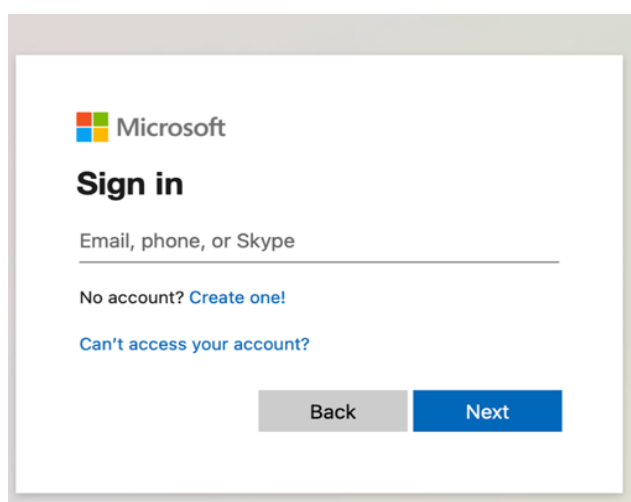 Microsoft
Sign in
Email, phone, or Skype
No account? Create one!
Can't access your account?
Back Next